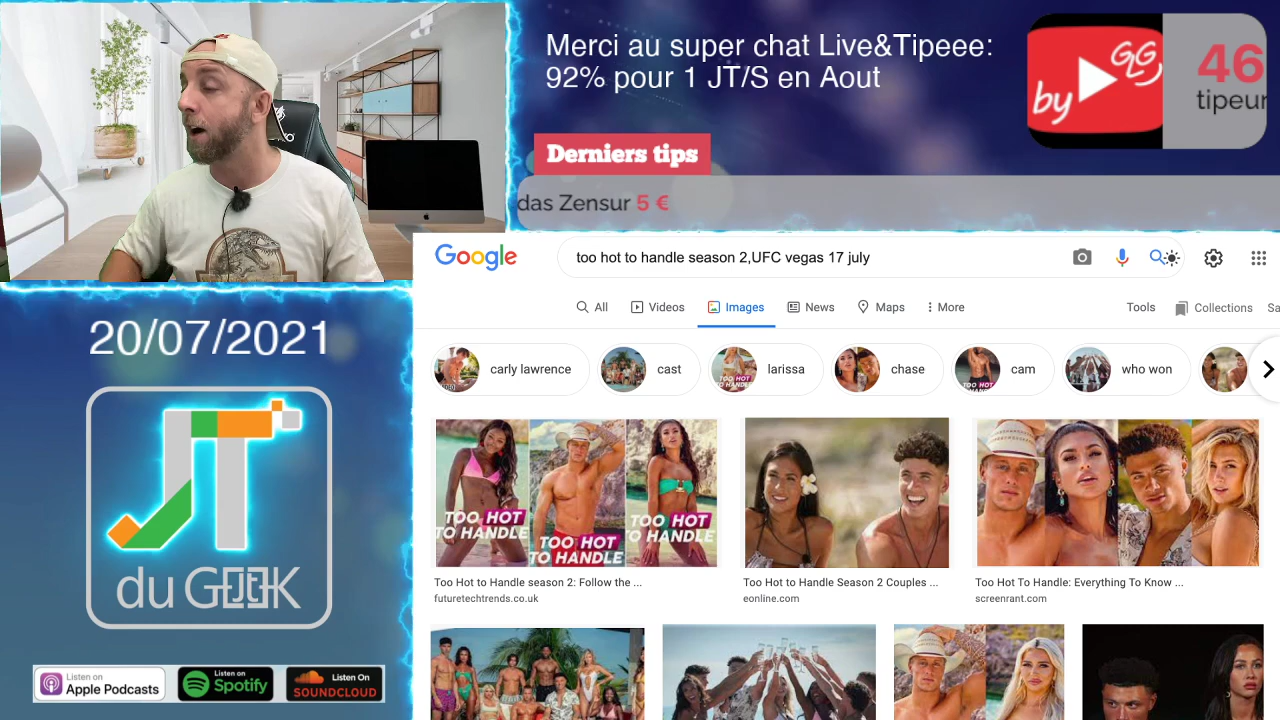 Merci au super chat Live&Tipeee:
92% pour 1 JT/S en Aout
by GG
46
tipeur
Derniers tips
das Zensur 5 €
20/07/2021
JT
du GEEK
Listen on
Apple Podcasts
Listen on
Spotify
Listen On
SOUNDCLOUD
Google
too hot to handle season 2,UFC vegas 17 july
All
Videos
Images
News
Maps
More
Tools
Collections
Sa
carly lawrence
cast
larissa
chase
cam
who won
TOO HOT
TO HANDLE
TOO HOT
TO HANDLE
TOO HOT
TO HANDLE
Too Hot to Handle season 2: Follow the ...
futuretechtrends.co.uk
Too Hot to Handle Season 2 Couples ...
eonline.com
Too Hot To Handle: Everything To Know ...
screenrant.com